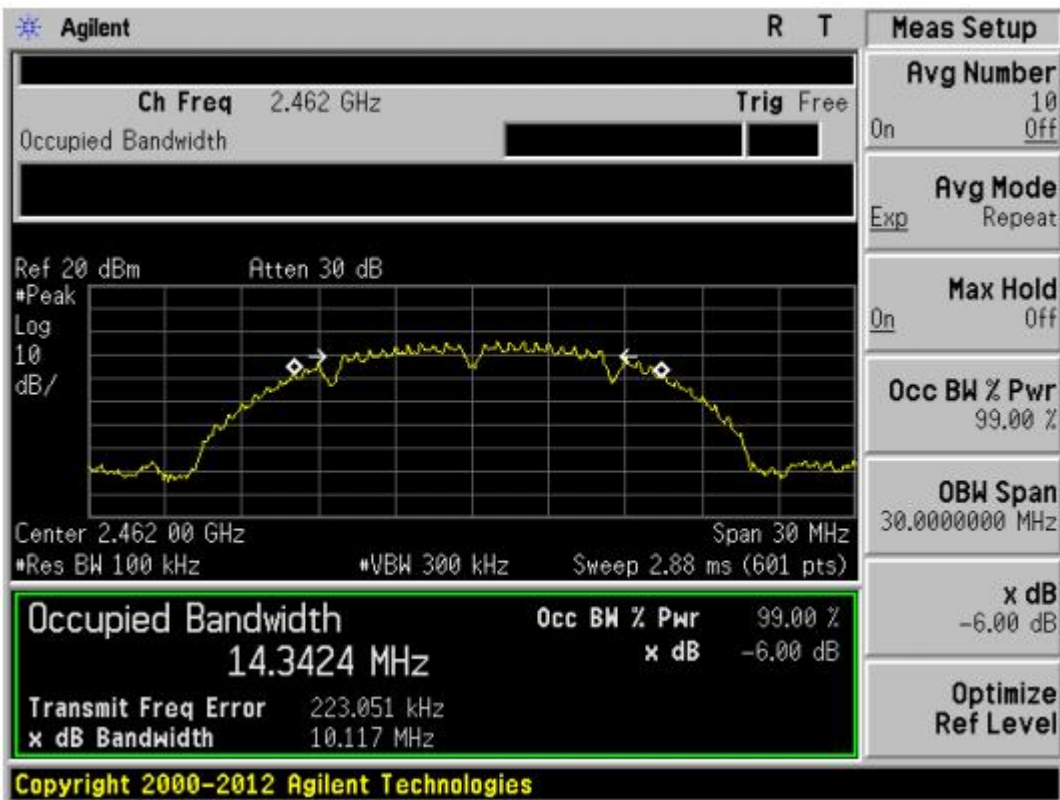 Agilent R T
Ch Freq 2.462 GHz Trig Free
Occupied Bandwidth
Ref 20 dBm Atten 30 dB
#Peak
Log
10
dB/
Center 2.462 00 GHz Span 30 MHz
#Res BW 100 kHz #VBW 300 kHz Sweep 2.88 ms (601 pts)
Occupied Bandwidth Occ BW % Pwr 99.00 %
14.3424 MHz x dB -6.00 dB
Transmit Freq Error 223.051 kHz
x dB Bandwidth 10.117 MHz
Copyright 2000-2012 Agilent Technologies
Meas Setup
Avg Number
10
On Off
Avg Mode
Exp Repeat
Max Hold
On Off
Occ BW % Pwr
99.00 %
OBW Span
30.0000000 MHz
x dB
-6.00 dB
Optimize
Ref Level